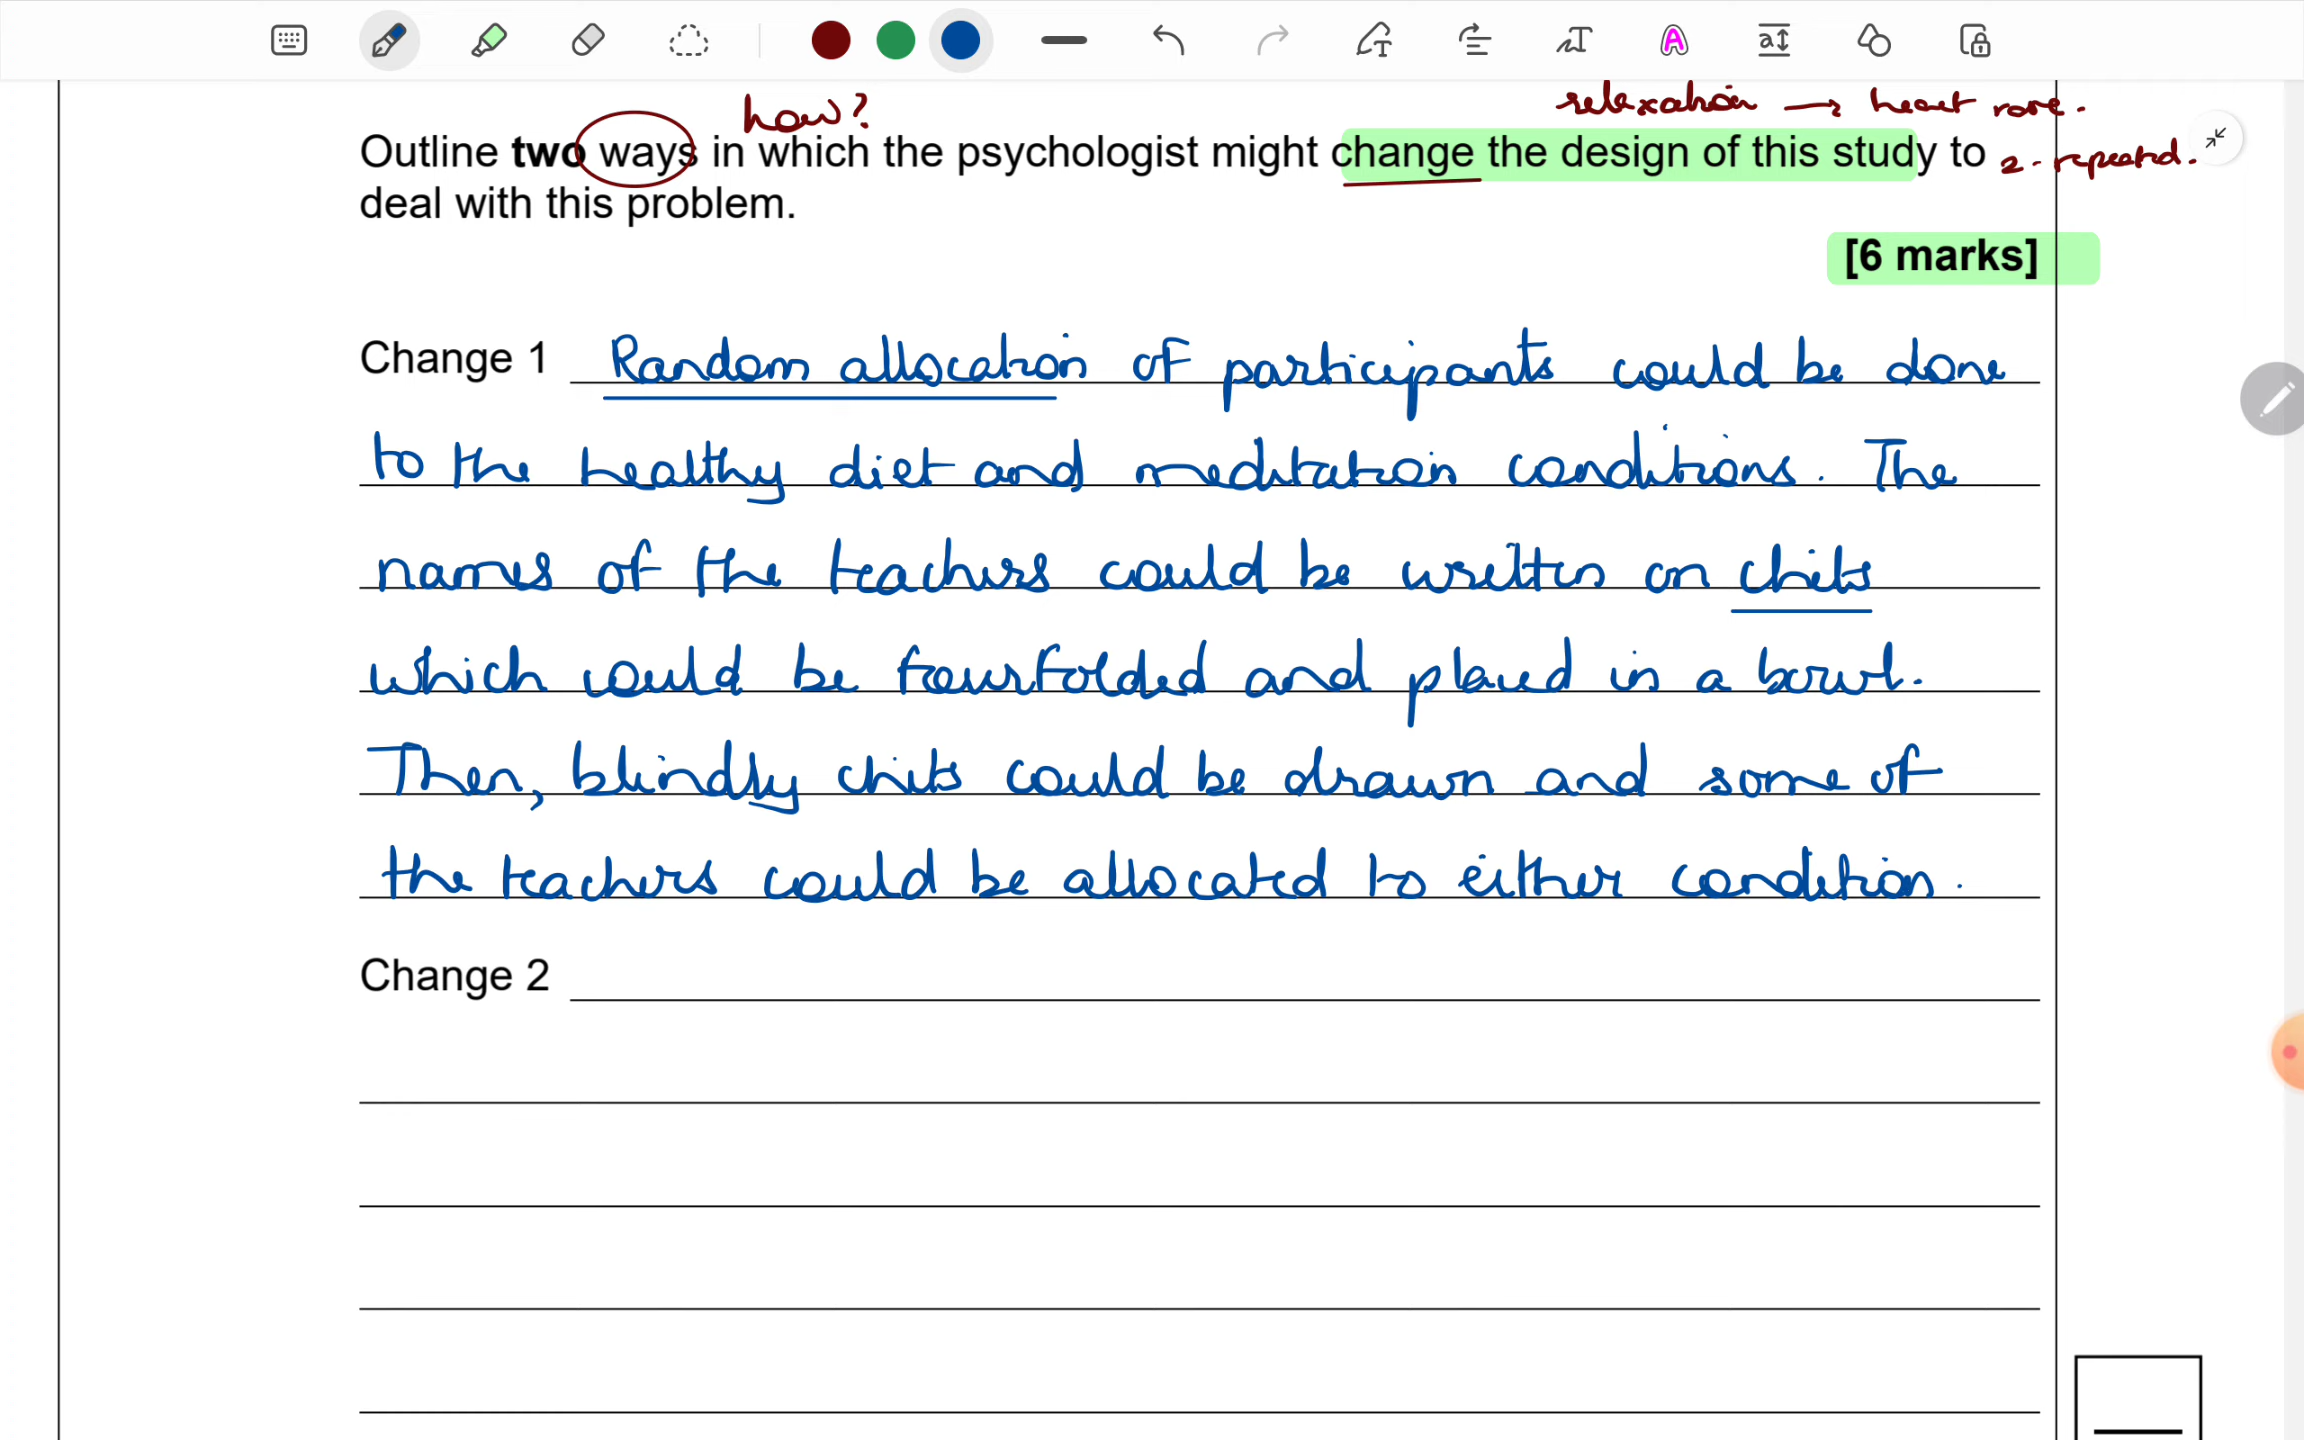 how?
relexation → heart rate.
Outline two ways in which the psychologist might change the design of this study to
2 - repeated.
deal with this problem.
[6 marks]
Change 1 Random allocation of participants could be done
to the healthy diet and meditation conditions. The
names of the teachers could be written on chits
which could be fourfolded and placed in a bowl.
Then, blindly chits could be drawn and some of
the teachers could be allocated to either condition.
Change 2